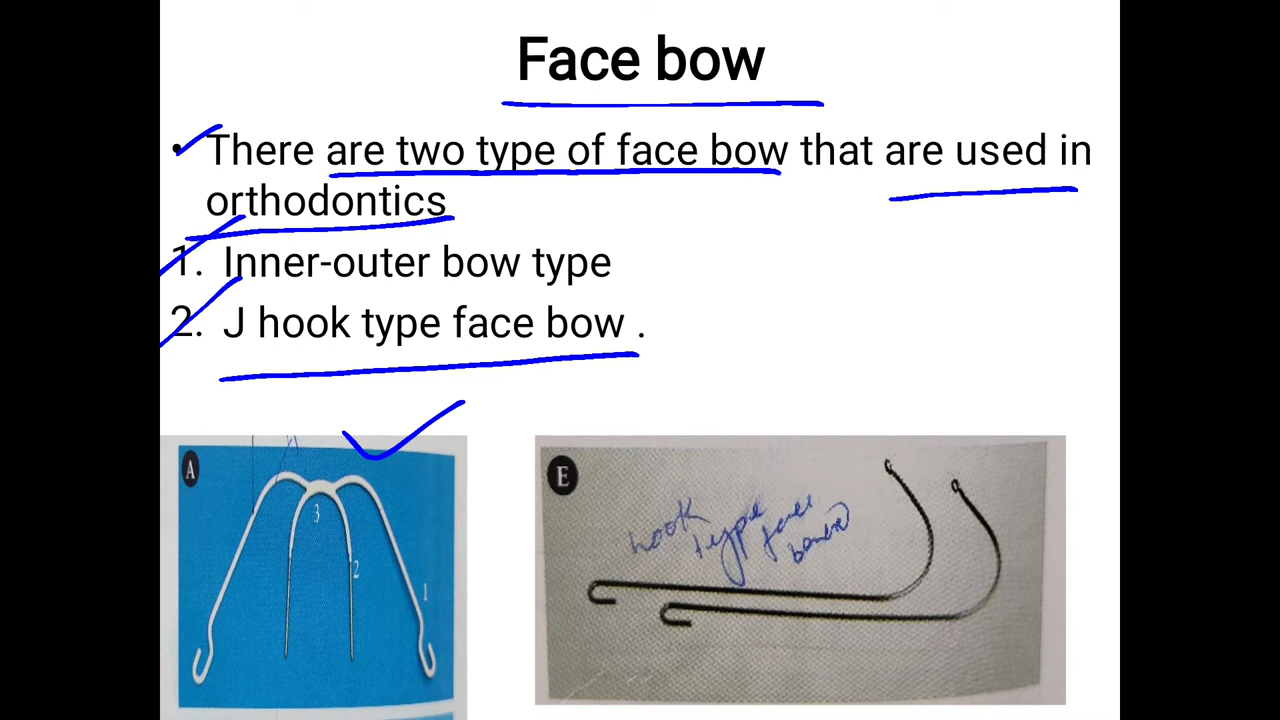 Face bow
• There are two type of face bow that are used in
orthodontics
1. Inner-outer bow type
2. J hook type face bow .
A
3
2
1
E
hook
type
face